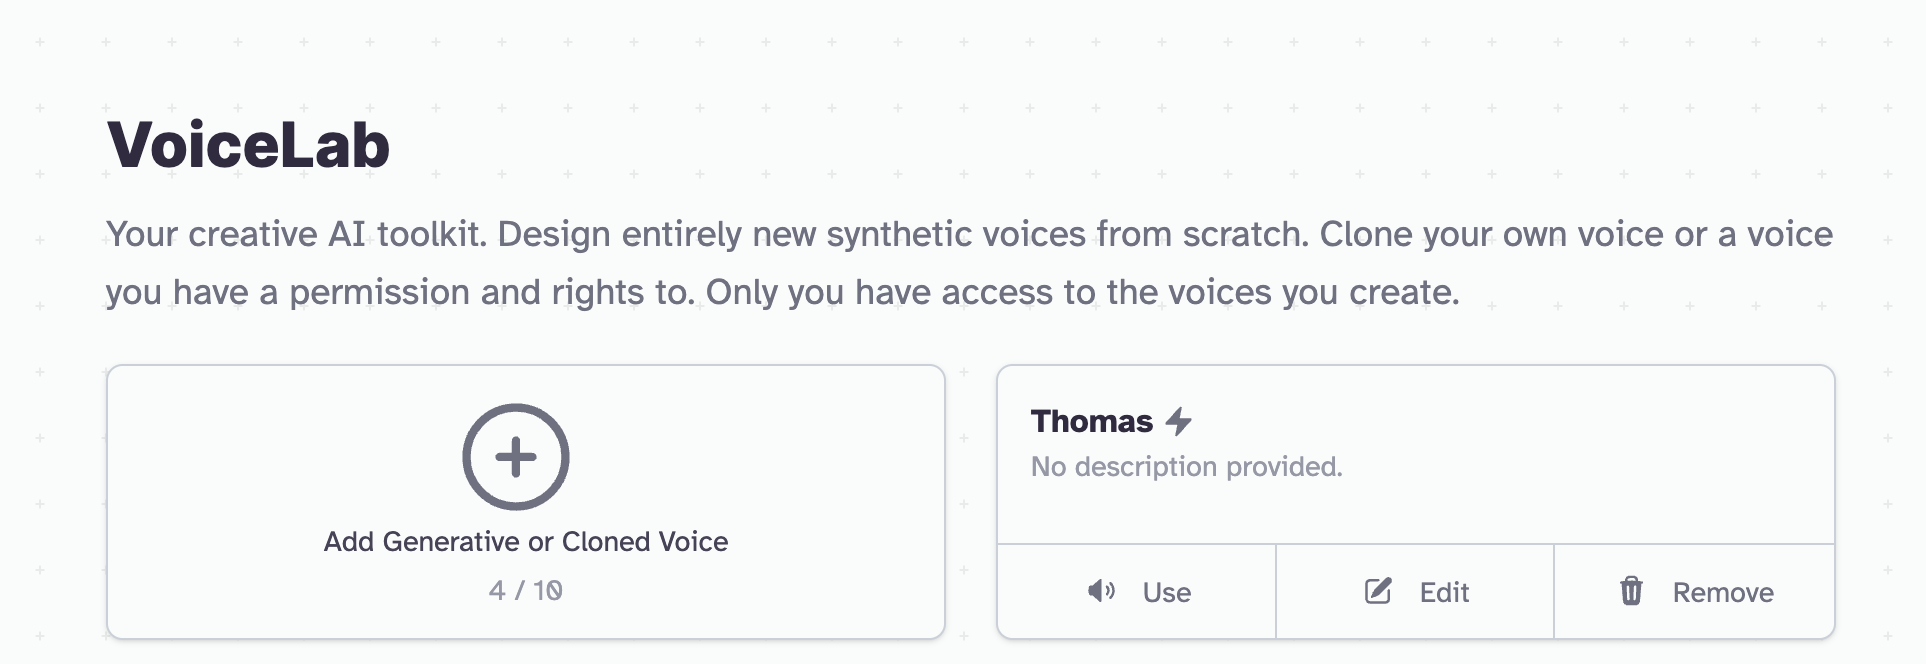 VoiceLab
Your creative AI toolkit. Design entirely new synthetic voices from scratch. Clone your own voice or a voice
you have a permission and rights to. Only you have access to the voices you create.
Add Generative or Cloned Voice
4 / 10
Thomas
No description provided.
Use
Edit
Remove